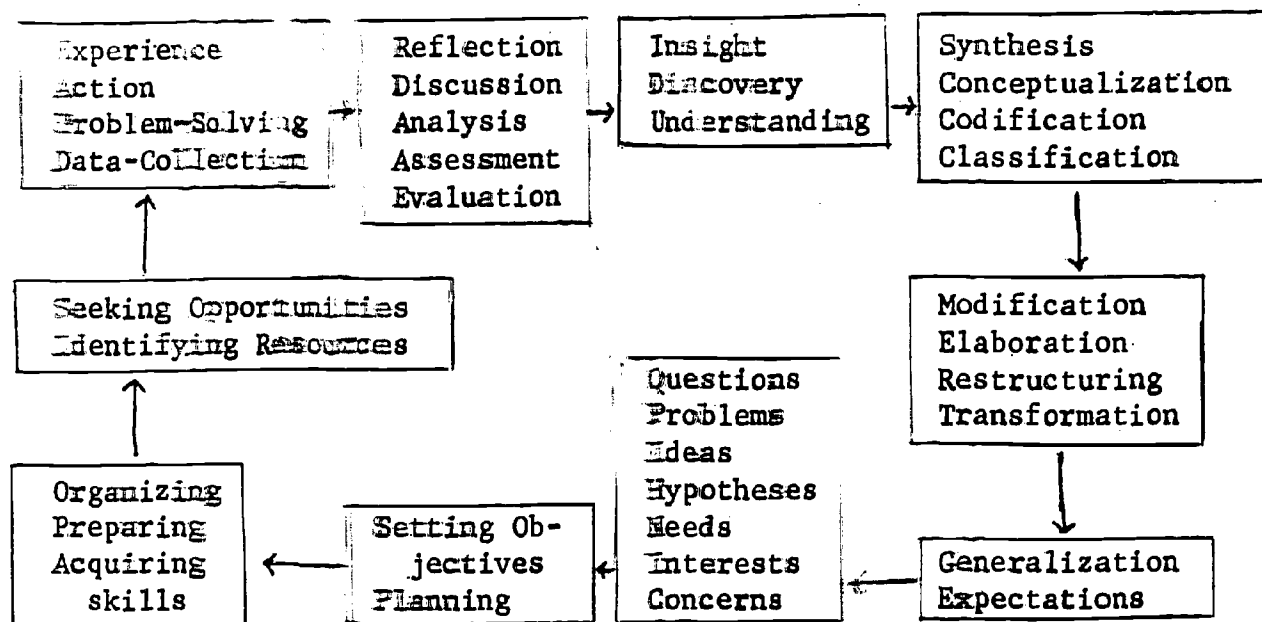 Experience
Action
Problem-Solving
Data-Collection
Reflection
Discussion
Analysis
Assessment
Evaluation
Insight
Discovery
Understanding
Synthesis
Conceptualization
Codification
Classification
Modification
Elaboration
Restructuring
Transformation
Generalization
Expectations
Questions
Problems
Ideas
Hypotheses
Needs
Interests
Concerns
Setting Ob-
jectives
Planning
Organizing
Preparing
Acquiring
skills
Seeking Opportunities
Identifying Resources